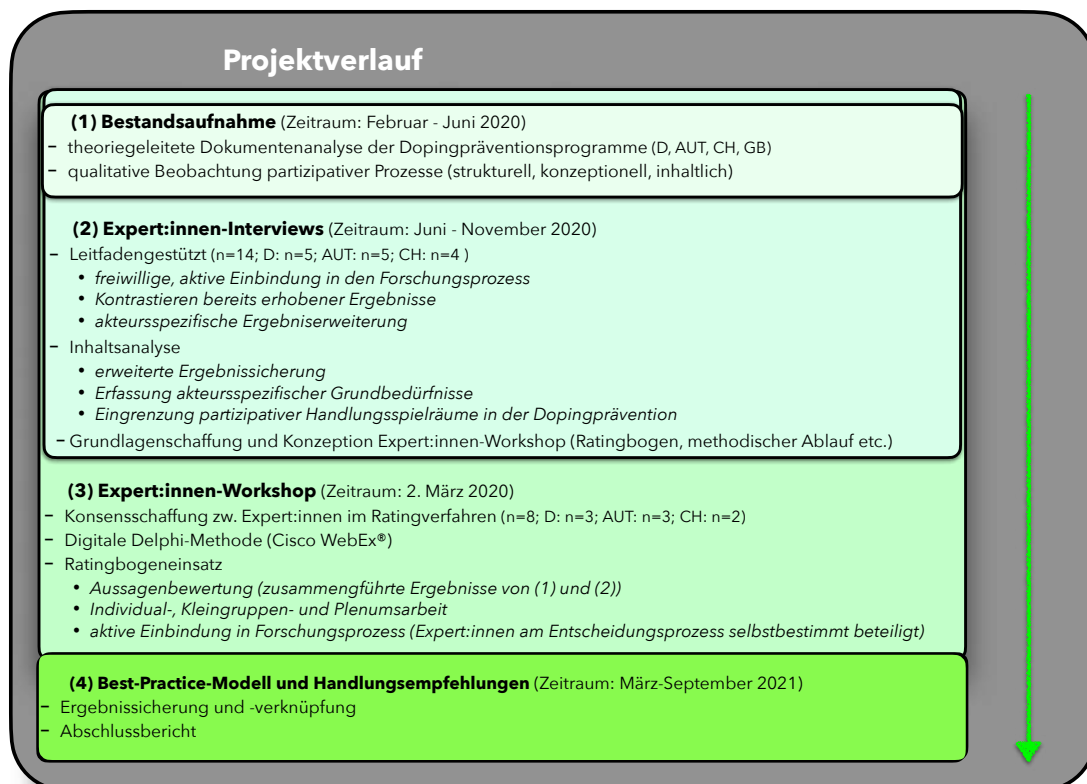 Projektverlauf
(1) Bestandsaufnahme (Zeitraum: Februar - Juni 2020)
– theoriegeleitete Dokumentenanalyse der Dopingpräventionsprogramme (D, AUT, CH, GB)
– qualitative Beobachtung partizipativer Prozesse (strukturell, konzeptionell, inhaltlich)
(2) Expert:innen-Interviews (Zeitraum: Juni - November 2020)
– Leitfadengestützt (n=14; D: n=5; AUT: n=5; CH: n=4 )
• freiwillige, aktive Einbindung in den Forschungsprozess
• Kontrastieren bereits erhobener Ergebnisse
• akteursspezifische Ergebniserweiterung
– Inhaltsanalyse
• erweiterte Ergebnissicherung
• Erfassung akteursspezifischer Grundbedürfnisse
• Eingrenzung partizipativer Handlungsspielräume in der Dopingprävention
– Grundlagenschaffung und Konzeption Expert:innen-Workshop (Ratingbogen, methodischer Ablauf etc.)
(3) Expert:innen-Workshop (Zeitraum: 2. März 2020)
– Konsensschaffung zw. Expert:innen im Ratingverfahren (n=8; D: n=3; AUT: n=3; CH: n=2)
– Digitale Delphi-Methode (Cisco WebEx®)
– Ratingbogeneinsatz
• Aussagenbewertung (zusammengführte Ergebnisse von (1) und (2))
• Individual-, Kleingruppen- und Plenumsarbeit
• aktive Einbindung in Forschungsprozess (Expert:innen am Entscheidungsprozess selbstbestimmt beteiligt)
(4) Best-Practice-Modell und Handlungsempfehlungen (Zeitraum: März-September 2021)
– Ergebnissicherung und -verknüpfung
– Abschlussbericht